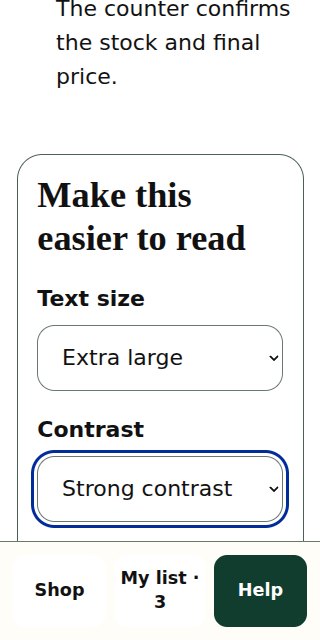 The counter confirms
the stock and final
price.
Make this
easier to read
Text size
Extra large
Contrast
Strong contrast
Shop
My list ·
3
Help